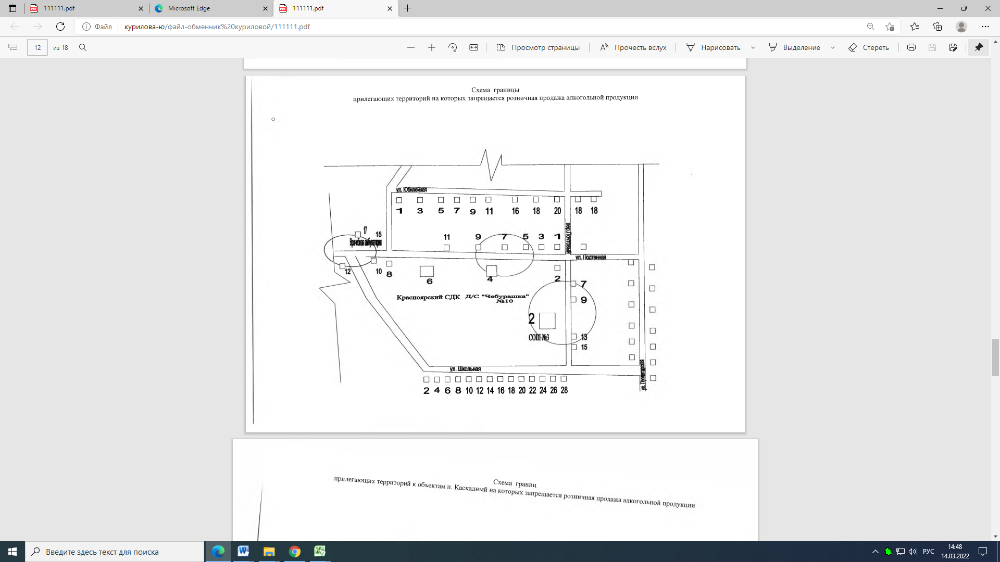 111111.pdf
Microsoft Edge
111111.pdf
Файл
курилова-ю/файл-обменник%20куриловой/111111.pdf
12
из 18
Просмотр страницы
Прочесть вслух
Нарисовать
Выделение
Стереть
Схема границы
прилегающих территорий на которых запрещается розничная продажа алкогольной продукции
ул. Юбилейная
1 3 5 7 9 11 16 18 20 18 18
пер. Почтовый
17 15
Врачебная амбулатория
11 9 7 5 3 1
ул. Подтенная
12 10 8 6 4 2
7
Красноярский СДК
Д/С "Чебурашка"
№10
9
2
СОШ №3
13
15
ул. Школьная
ул. Пролетарская
2 4 6 8 10 12 14 16 18 20 22 24 26 28
Схема границ
прилегающих территорий к объектам п. Каскадный на которых запрещается розничная продажа алкогольной продукции
Введите здесь текст для поиска
РУС
14:48
14.03.2022